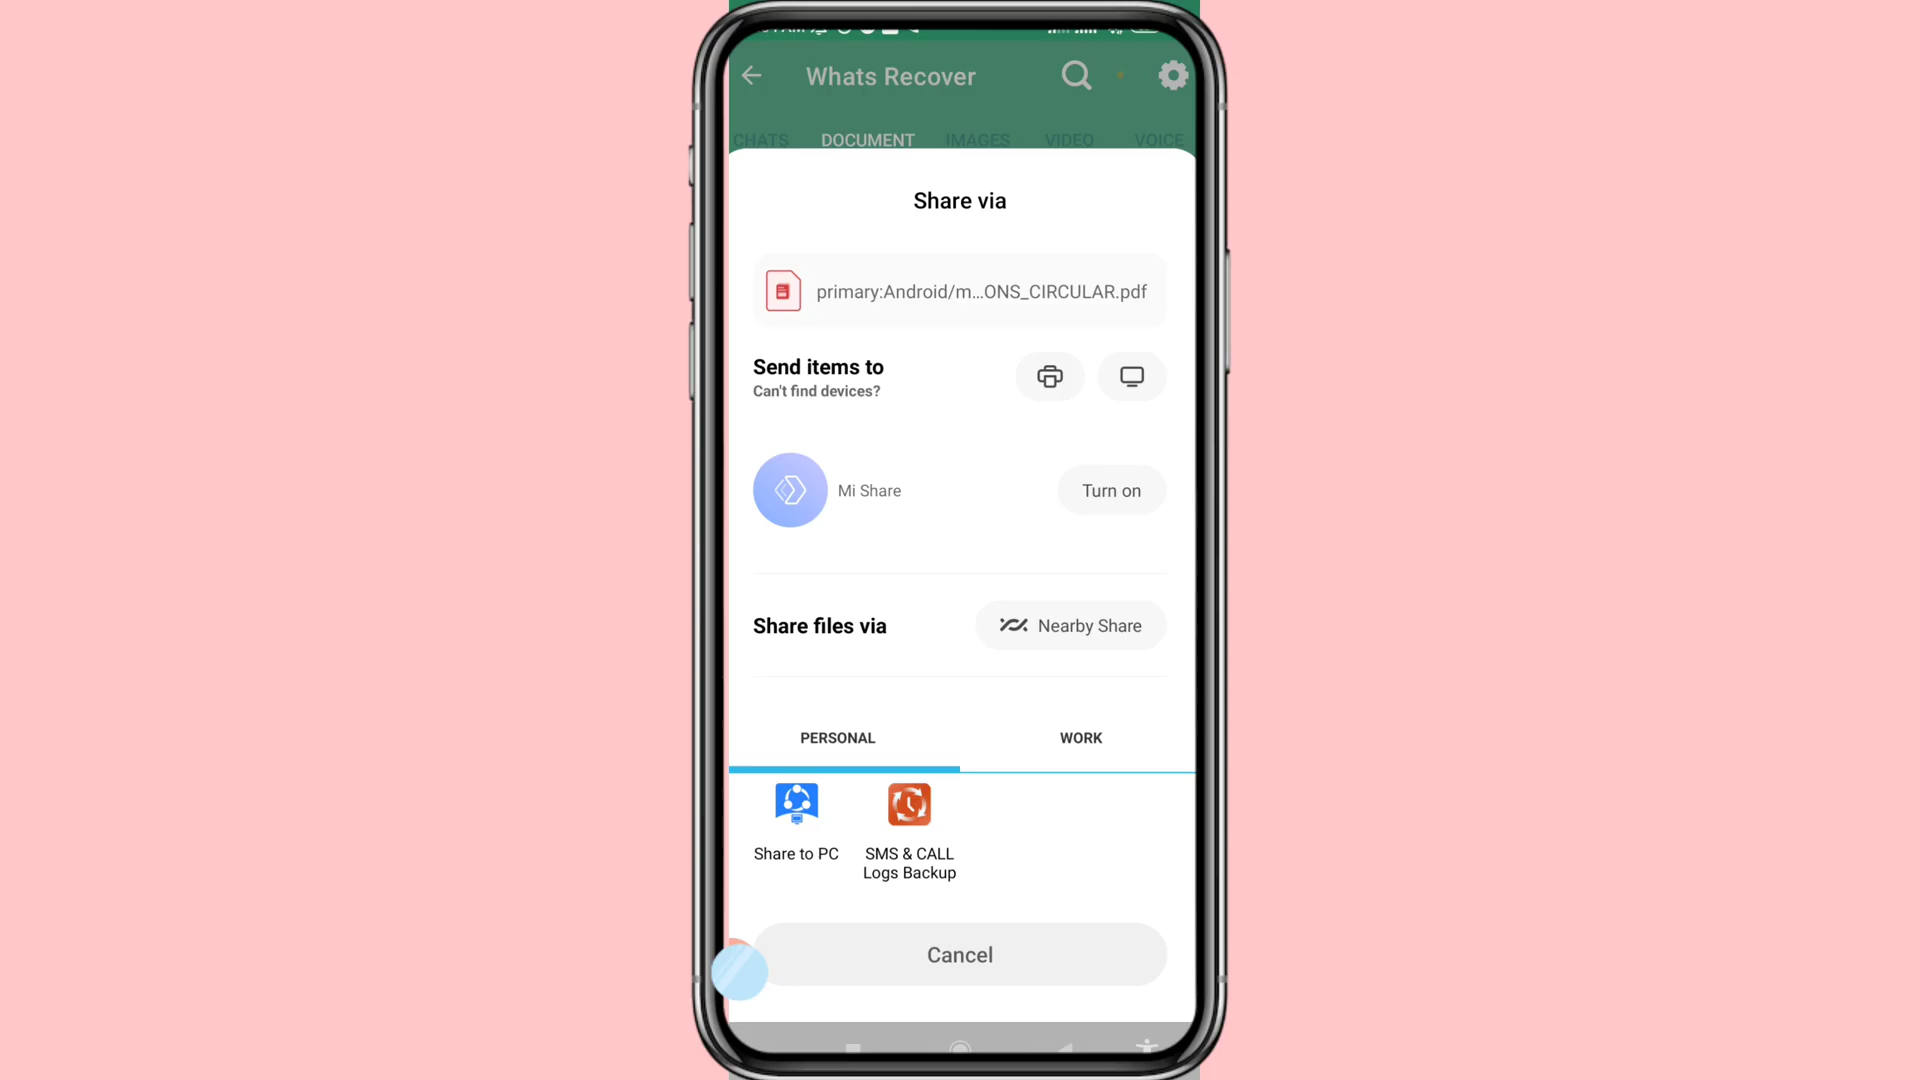 Whats Recover
CHATS DOCUMENT IMAGES VIDEO VOICE
Share via
primary:Android/m...ONS_CIRCULAR.pdf
Send items to
Can't find devices?
Mi Share
Turn on
Share files via
Nearby Share
PERSONAL
WORK
Share to PC
SMS & CALL
Logs Backup
Cancel